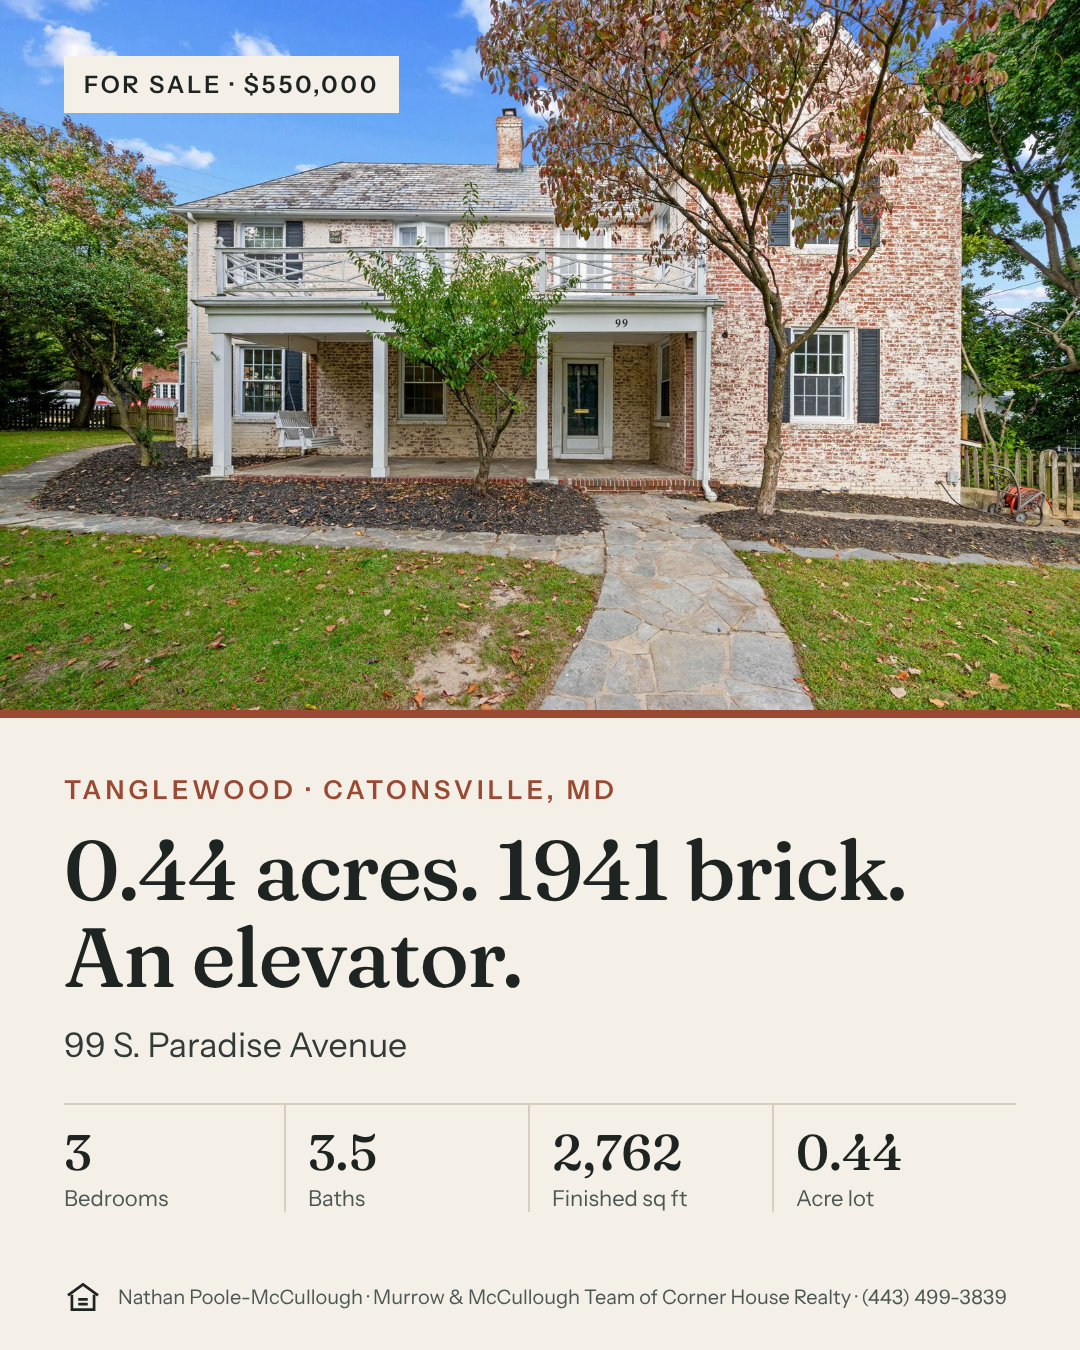 FOR SALE · $550,000
99
TANGLEWOOD · CATONSVILLE, MD
0.44 acres. 1941 brick.
An elevator.
99 S. Paradise Avenue
3
Bedrooms
3.5
Baths
2,762
Finished sq ft
0.44
Acre lot
Nathan Poole-McCullough · Murrow & McCullough Team of Corner House Realty · (443) 499-3839